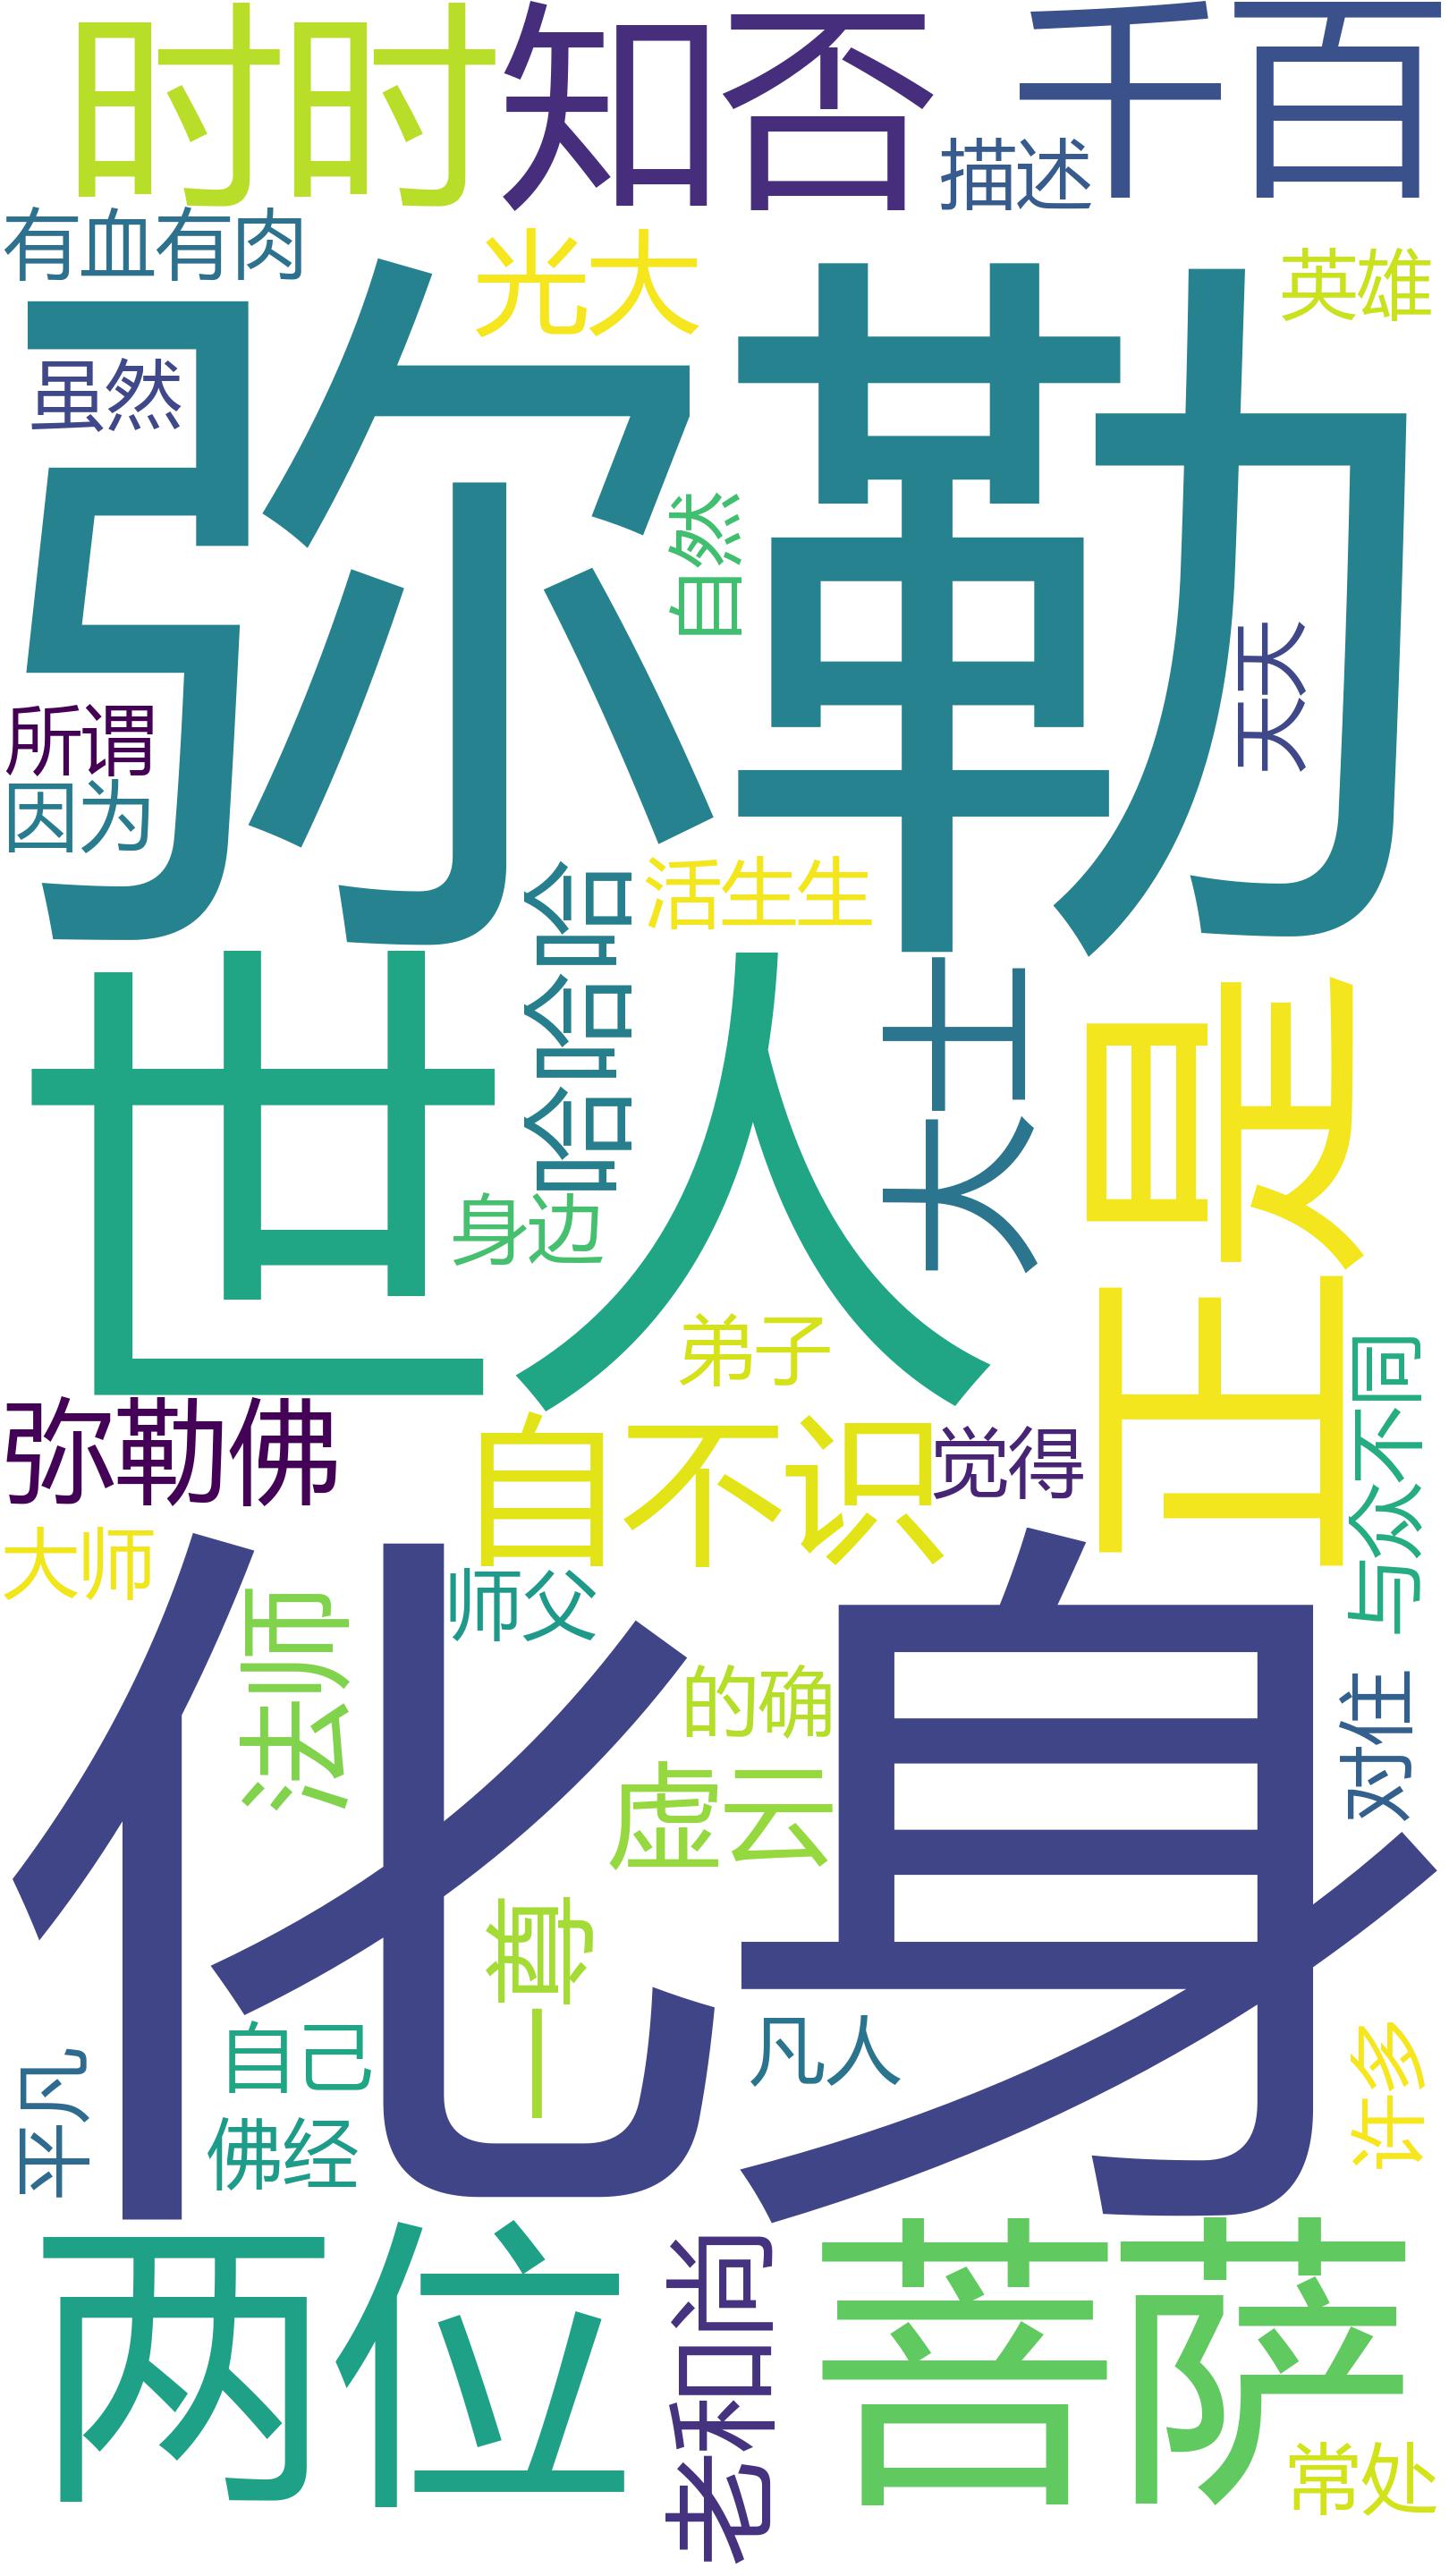 时时
知否
千百
描述
有血有肉
光大
英雄
弥勒
虽然
自然
天天
所谓
因为
活生生
哈哈哈
世人
大士
正是
身边
弟子
与众不同
弥勒佛
自不识
觉得
大师
化身
师父
法师
的确
对住
虚云
一尊
自己
凡人
许多
平凡
佛经
两位
老和尚
菩萨
常处